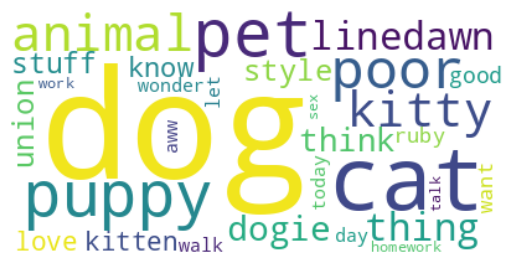 animal pet linedawn
stuff know style poor good
work wonder let
union dog aww sex kitty
think ruby
puppy today cat talk want
love kitten walk dogie day thing
homework